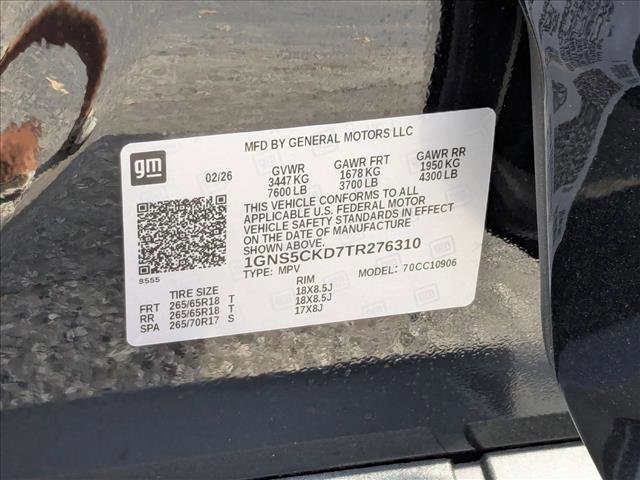 MFD BY GENERAL MOTORS LLC
gm
02/26
GVWR GAWR FRT GAWR RR
3447 KG 1678 KG 1950 KG
7600 LB 3700 LB 4300 LB
THIS VEHICLE CONFORMS TO ALL
APPLICABLE U.S. FEDERAL MOTOR
VEHICLE SAFETY STANDARDS IN EFFECT
ON THE DATE OF MANUFACTURE
SHOWN ABOVE.
1GNS5CKD7TR276310
TYPE: MPV MODEL: 70CC10906
8555
TIRE SIZE RIM
FRT 265/65R18 T 18X8.5J
RR 265/65R18 T 18X8.5J
SPA 265/70R17 S 17X8J